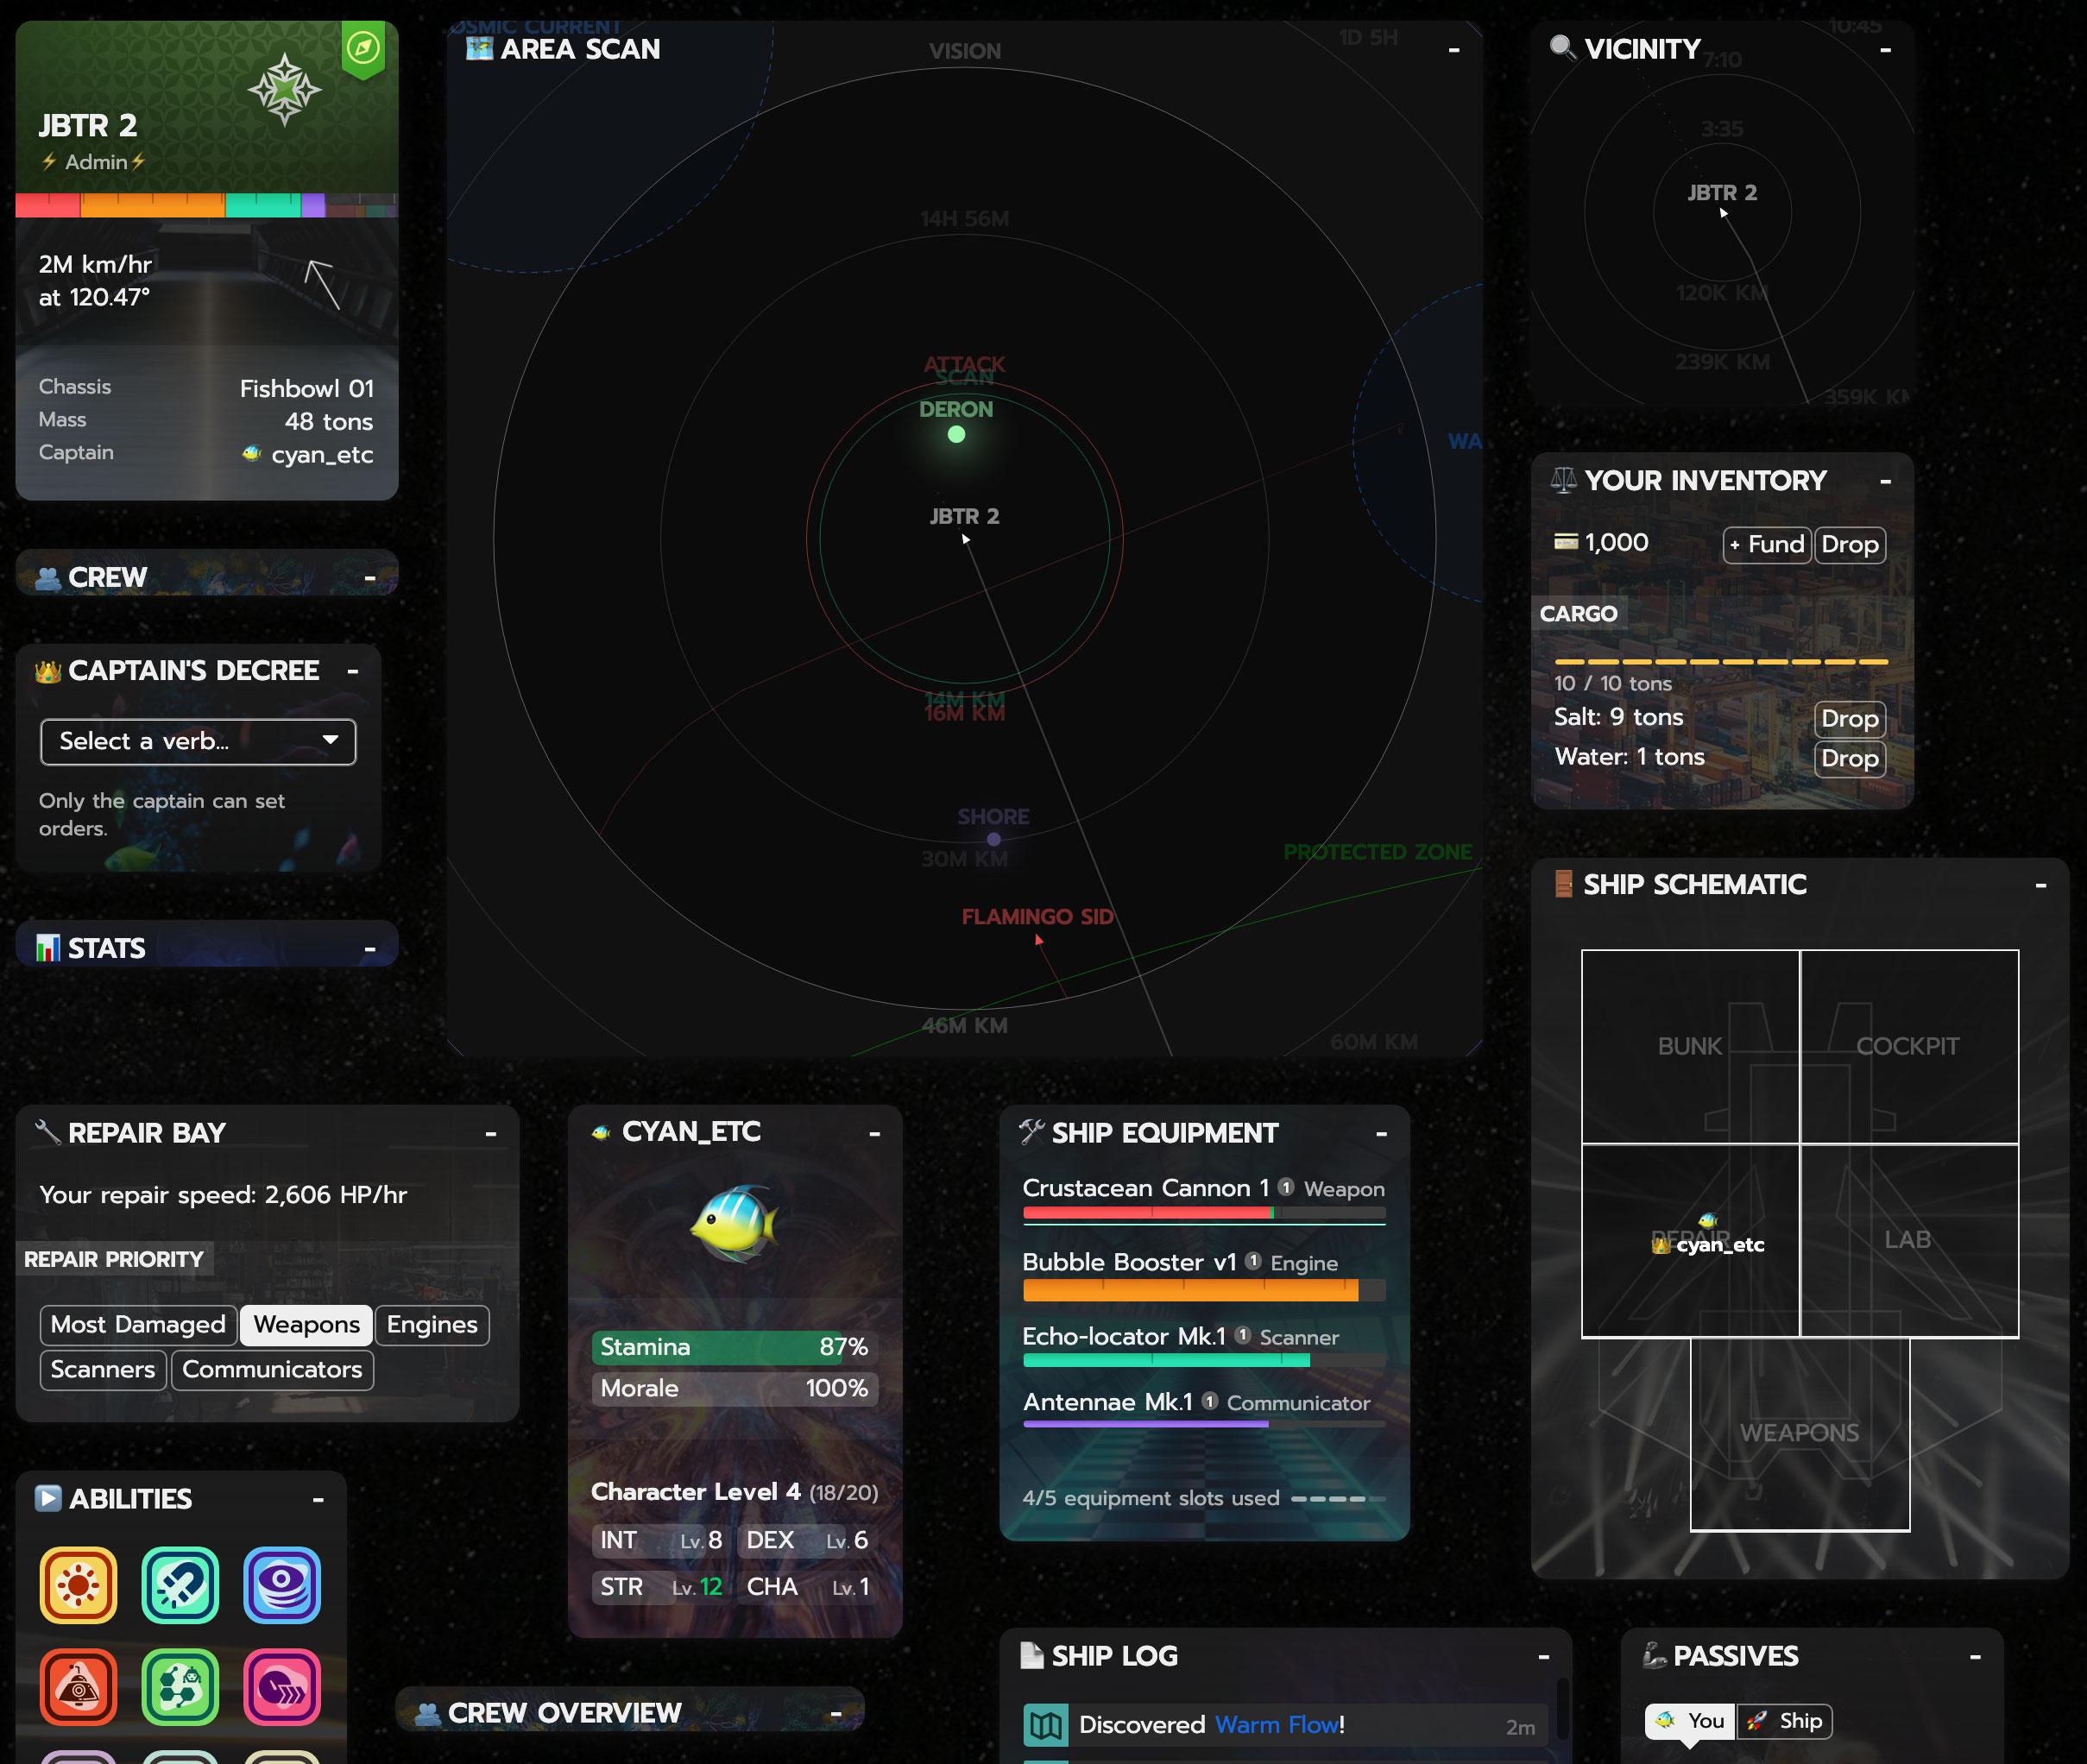 JBTR 2
⚡ Admin⚡
2M km/hr
at 120.47°
Chassis Fishbowl 01
Mass 48 tons
Captain cyan_etc
CREW -
CAPTAIN'S DECREE -
Select a verb...
Only the captain can set
orders.
STATS -
OSMIC CURRENT
AREA SCAN -
1D 5H
VISION
14H 56M
ATTACK
SCAN
DERON
JBTR 2
WA
14M KM
16M KM
SHORE
30M KM
PROTECTED ZONE
FLAMINGO SID
46M KM
60M KM
VICINITY -
10:45
7:10
3:35
JBTR 2
120K KM
239K KM
359K KM
YOUR INVENTORY -
1,000 + Fund Drop
CARGO
10 / 10 tons
Salt: 9 tons Drop
Water: 1 tons Drop
SHIP SCHEMATIC -
BUNK COCKPIT
REPAIR LAB
cyan_etc
WEAPONS
REPAIR BAY -
Your repair speed: 2,606 HP/hr
REPAIR PRIORITY
Most Damaged Weapons Engines
Scanners Communicators
CYAN_ETC -
Stamina 87%
Morale 100%
Character Level 4 (18/20)
INT Lv. 8 DEX Lv. 6
STR Lv. 12 CHA Lv. 1
SHIP EQUIPMENT -
Crustacean Cannon 1 1 Weapon
Bubble Booster v1 1 Engine
Echo-locator Mk.1 1 Scanner
Antennae Mk.1 1 Communicator
4/5 equipment slots used
ABILITIES -
CREW OVERVIEW -
SHIP LOG -
Discovered Warm Flow! 2m
PASSIVES -
You Ship